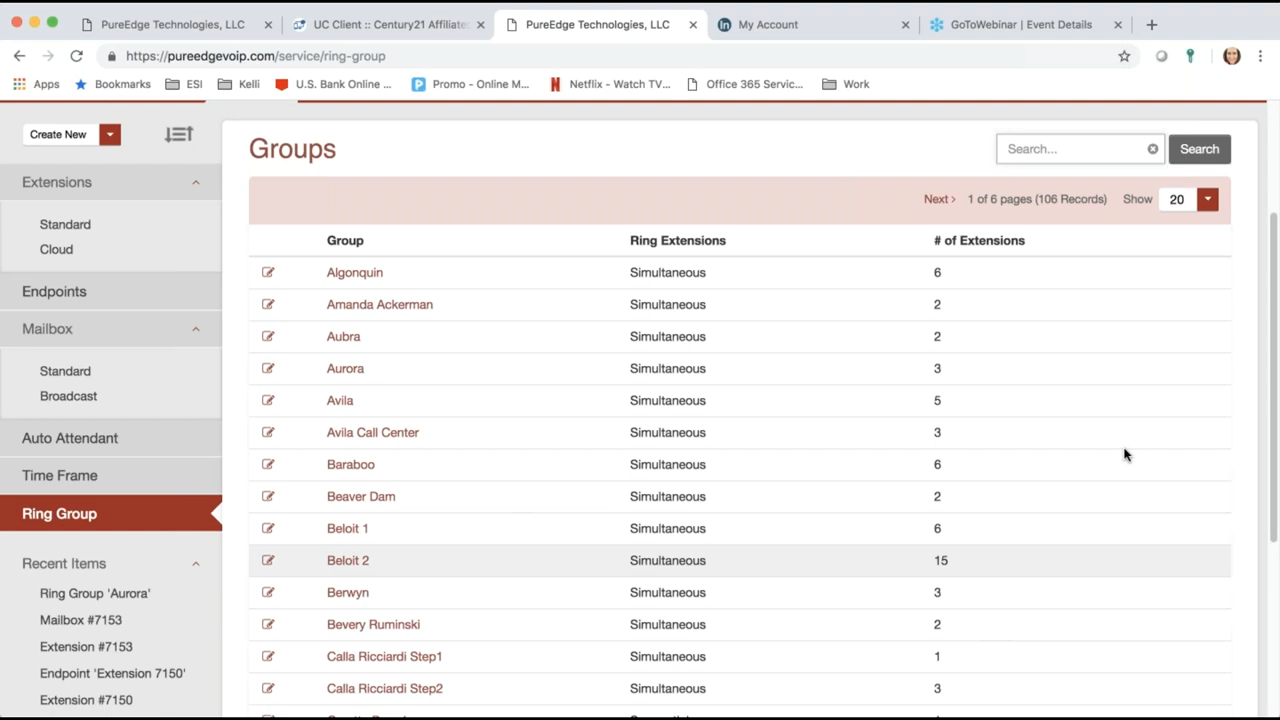 PureEdge Technologies, LLC
UC Client :: Century21 Affiliate
PureEdge Technologies, LLC
My Account
GoToWebinar | Event Details
https://pureedgevoip.com/service/ring-group
Apps Bookmarks ESI Kelli U.S. Bank Online ... Promo - Online M... Netflix - Watch TV... Office 365 Servic... Work
Create New
Extensions
Standard
Cloud
Endpoints
Mailbox
Standard
Broadcast
Auto Attendant
Time Frame
Ring Group
Recent Items
Ring Group 'Aurora'
Mailbox #7153
Extension #7153
Endpoint 'Extension 7150'
Extension #7150
Groups
Search... Search
Next > 1 of 6 pages (106 Records) Show 20
Group Ring Extensions # of Extensions
Algonquin Simultaneous 6
Amanda Ackerman Simultaneous 2
Aubra Simultaneous 2
Aurora Simultaneous 3
Avila Simultaneous 5
Avila Call Center Simultaneous 3
Baraboo Simultaneous 6
Beaver Dam Simultaneous 2
Beloit 1 Simultaneous 6
Beloit 2 Simultaneous 15
Berwyn Simultaneous 3
Bevery Ruminski Simultaneous 2
Calla Ricciardi Step1 Simultaneous 1
Calla Ricciardi Step2 Simultaneous 3